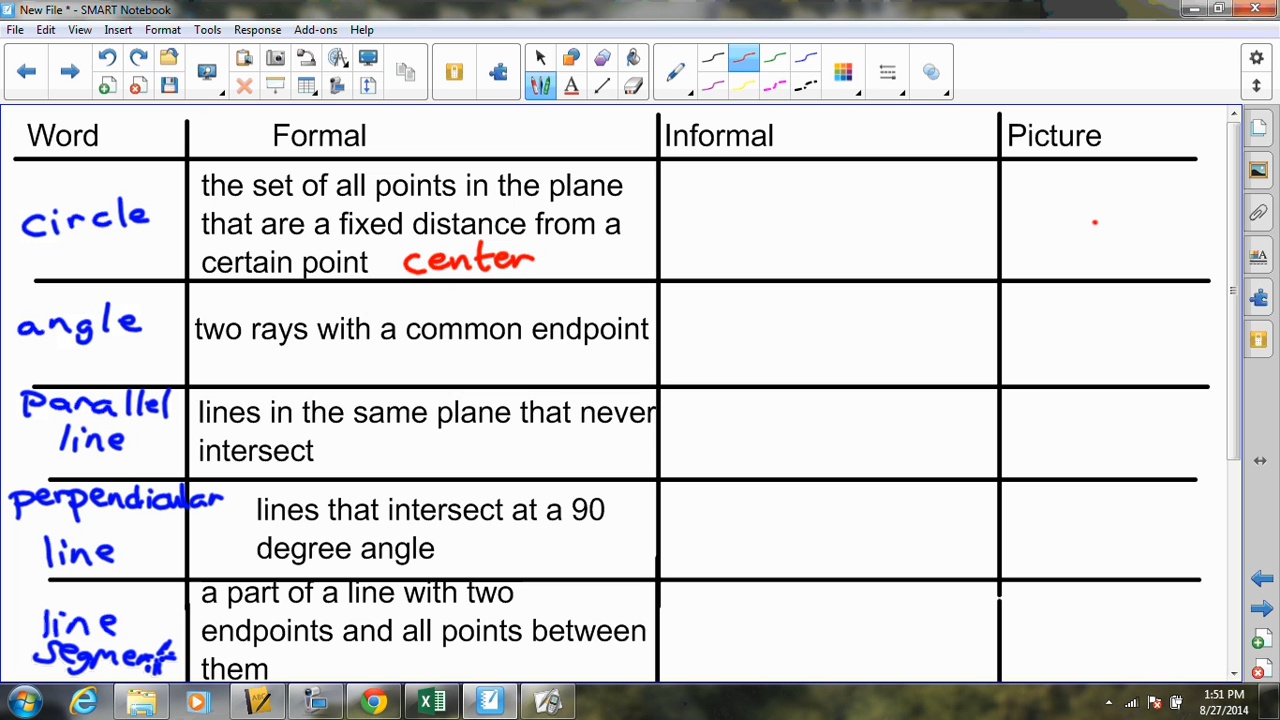 New File * - SMART Notebook
File Edit View Insert Format Tools Response Add-ons Help
Word Formal Informal Picture
circle
the set of all points in the plane
that are a fixed distance from a
certain point center
angle
two rays with a common endpoint
parallel
line
lines in the same plane that never
intersect
perpendicular
line
lines that intersect at a 90
degree angle
line
segment
a part of a line with two
endpoints and all points between
them
1:51 PM
8/27/2014